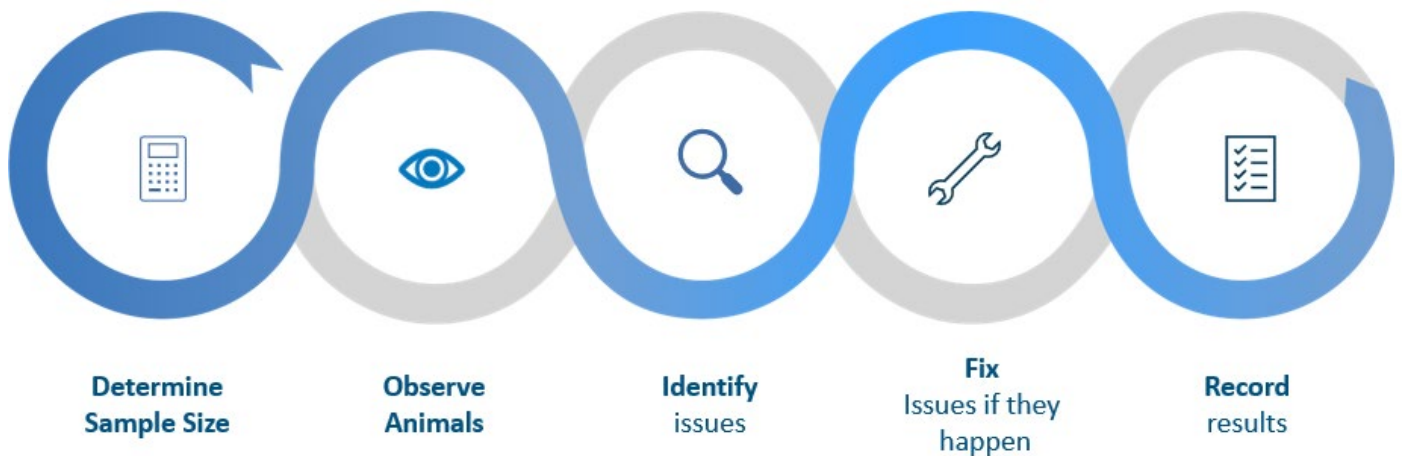 Determine
Sample Size
Observe
Animals
Identify
issues
Fix
Issues if they
happen
Record
results